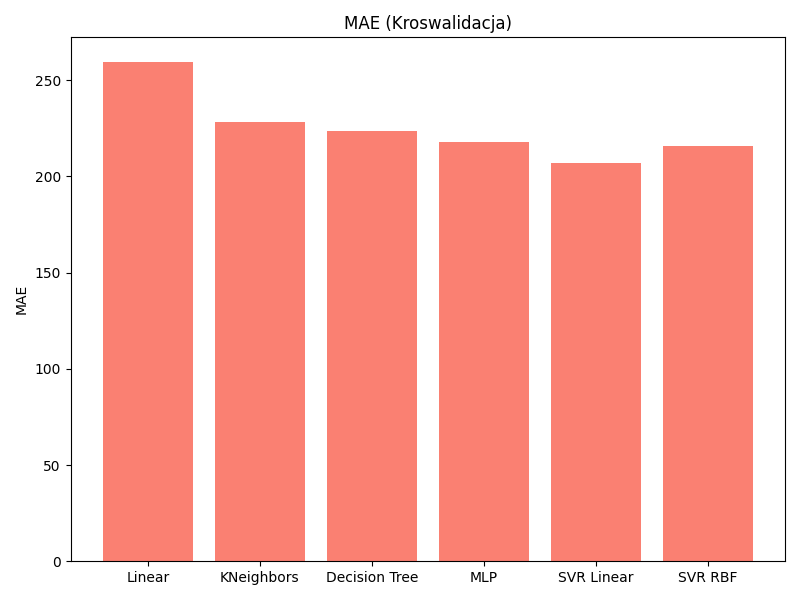 MAE (Kroswalidacja)
MAE
250
200
150
100
50
0
Linear
KNeighbors
Decision Tree
MLP
SVR Linear
SVR RBF